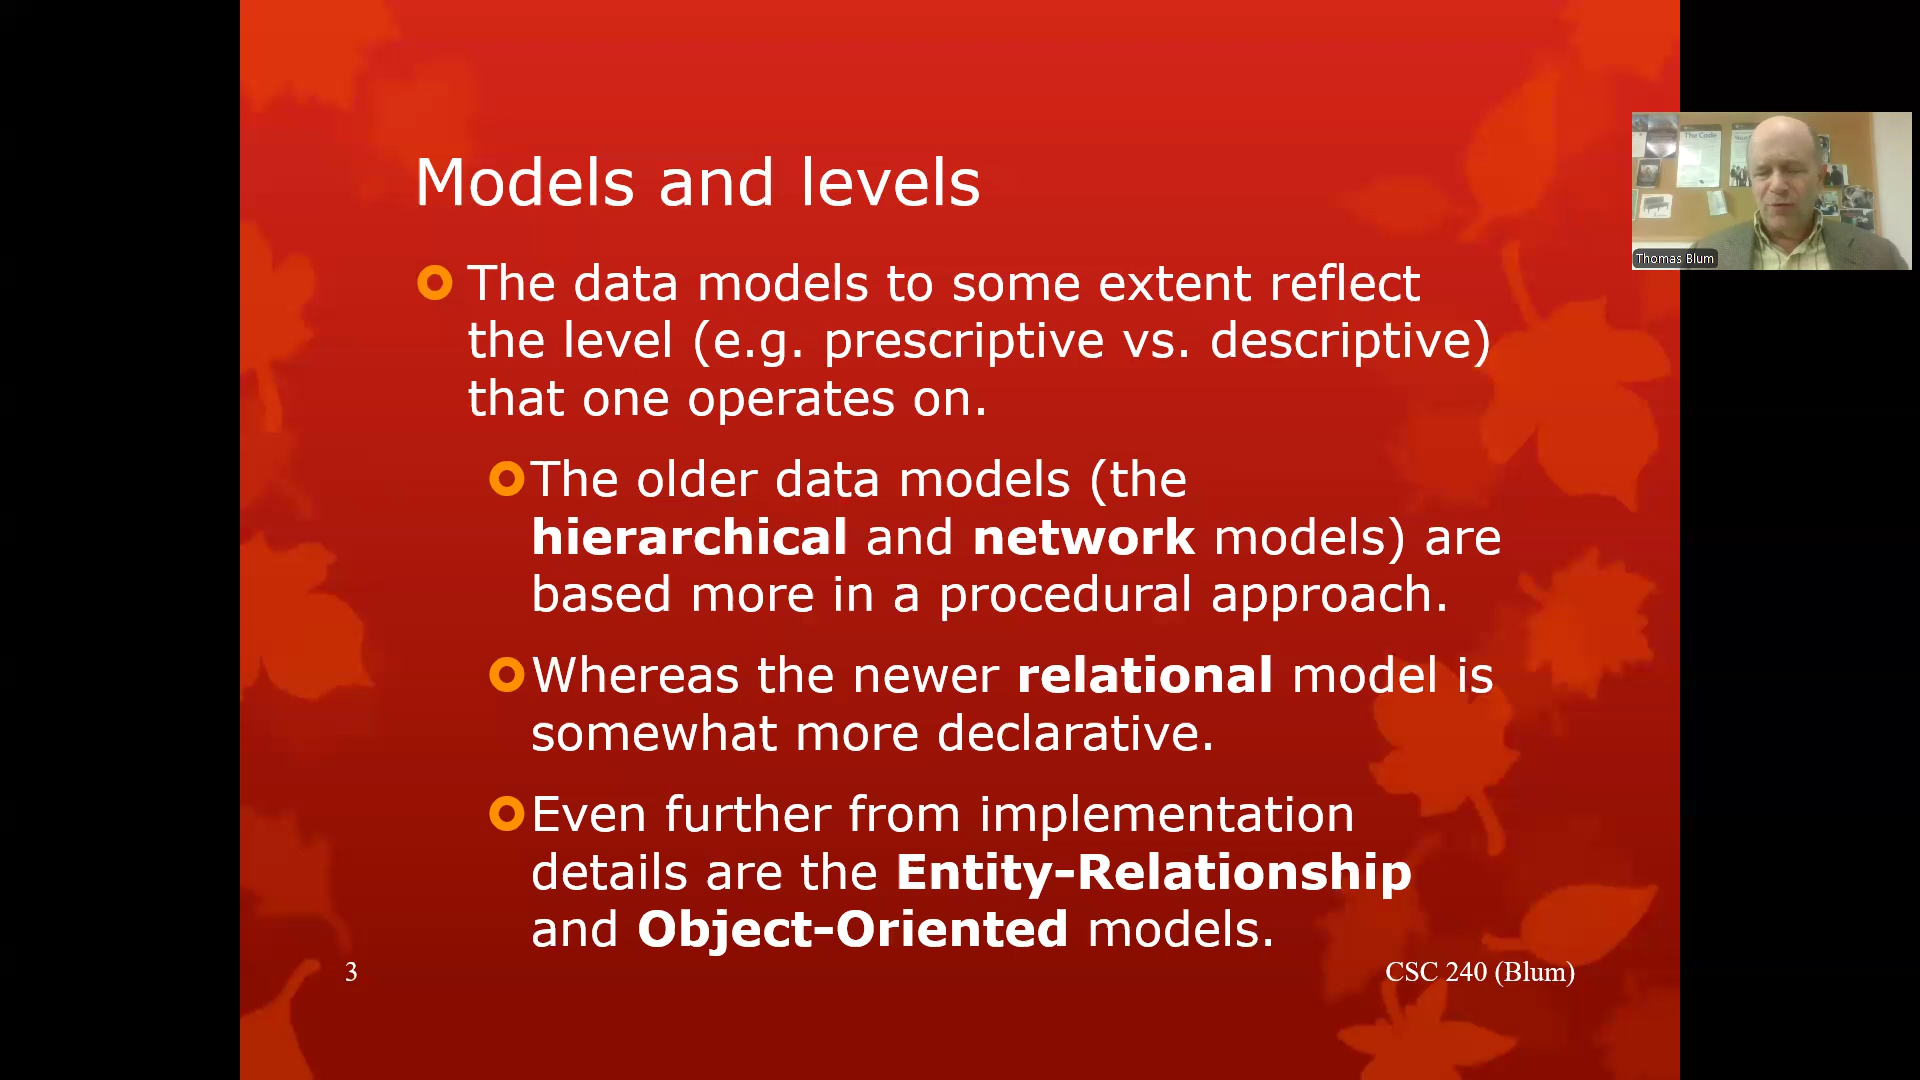 Models and levels
The data models to some extent reflect
the level (e.g. prescriptive vs. descriptive)
that one operates on.
The older data models (the
hierarchical and network models) are
based more in a procedural approach.
Whereas the newer relational model is
somewhat more declarative.
Even further from implementation
details are the Entity-Relationship
and Object-Oriented models.
3
CSC 240 (Blum)
The Code
Thomas Blum